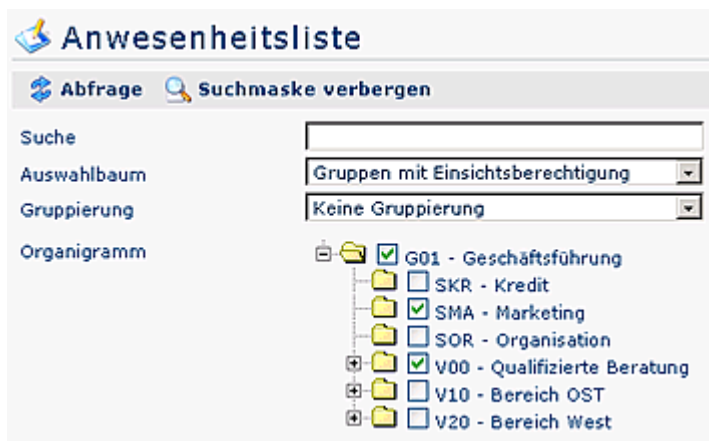 Anwesenheitsliste
Abfrage Suchmaske verbergen
Suche
Auswahlbaum Gruppen mit Einsichtsberechtigung
Gruppierung Keine Gruppierung
Organigramm G01 - Geschäftsführung
SKR - Kredit
SMA - Marketing
SOR - Organisation
V00 - Qualifizierte Beratung
V10 - Bereich OST
V20 - Bereich West